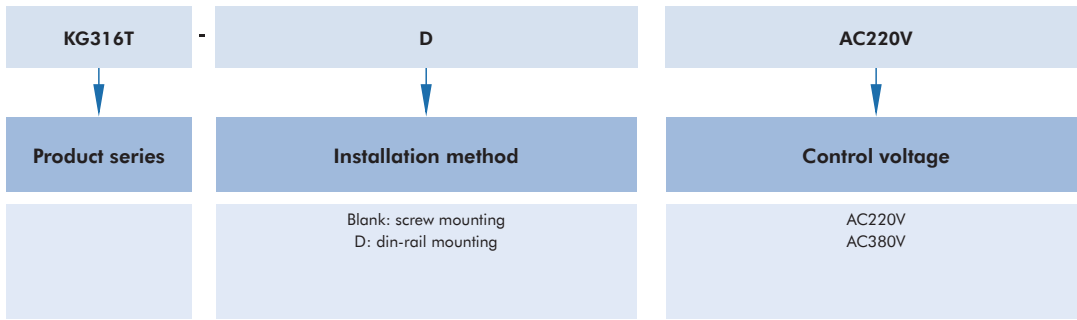 KG316T - D AC220V
Product series Installation method Control voltage
Blank: screw mounting AC220V
D: din-rail mounting AC380V